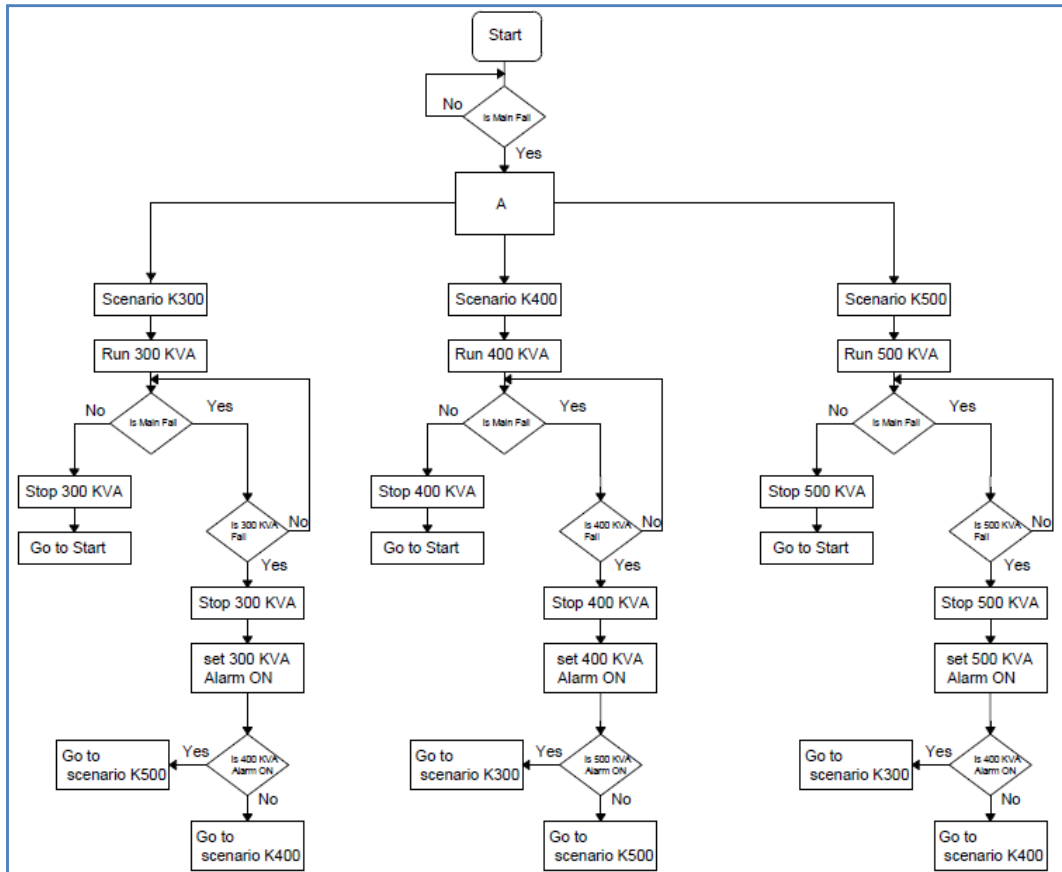 Start
No
Is Main Fail
Yes
A
Scenario K300
Scenario K400
Scenario K500
Run 300 KVA
Run 400 KVA
Run 500 KVA
No
Is Main Fail
Yes
No
Is Main Fail
Yes
No
Is Main Fail
Yes
Stop 300 KVA
Stop 400 KVA
Stop 500 KVA
Is 300 KVA
Fail
No
Is 400 KVA
Fail
No
Is 500 KVA
Fail
No
Go to Start
Go to Start
Go to Start
Yes
Yes
Yes
Stop 300 KVA
Stop 400 KVA
Stop 500 KVA
set 300 KVA
Alarm ON
set 400 KVA
Alarm ON
set 500 KVA
Alarm ON
Go to
scenario K500
Yes
Is 400 KVA
Alarm ON
Go to
scenario K300
Yes
Is 500 KVA
Alarm ON
Go to
scenario K300
Yes
Is 400 KVA
Alarm ON
No
No
No
Go to
scenario K400
Go to
scenario K500
Go to
scenario K400